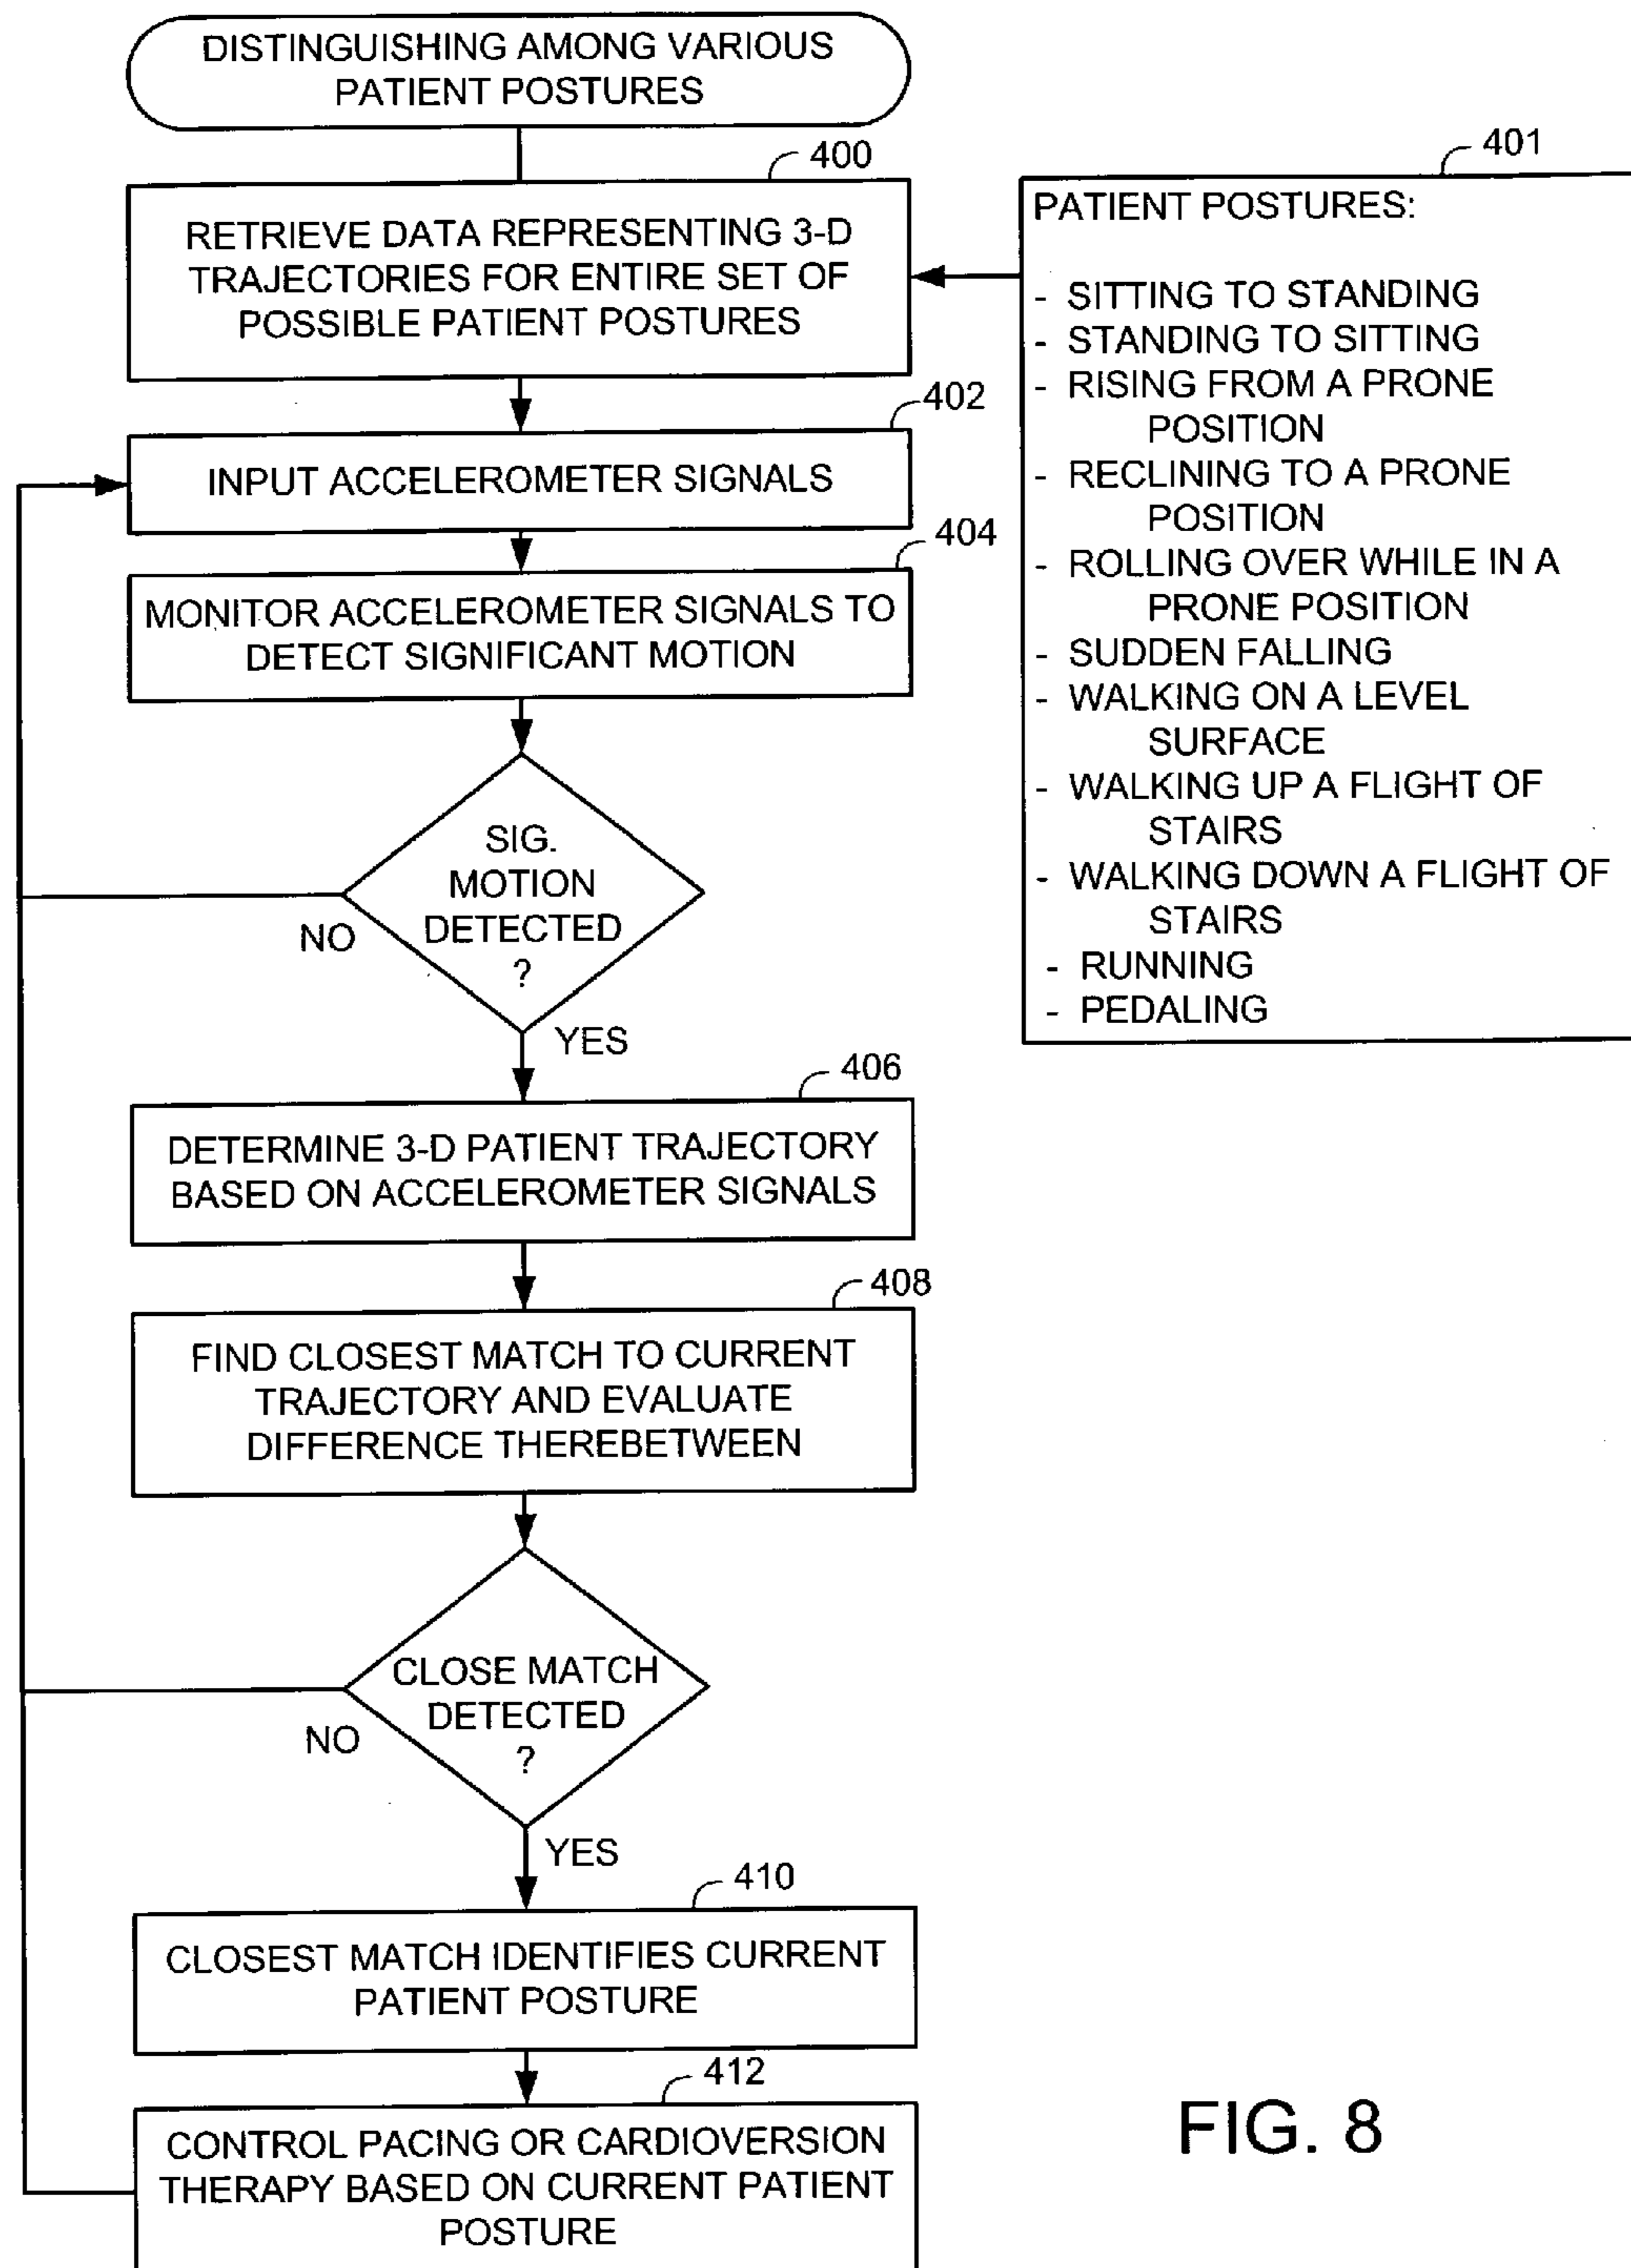 DISTINGUISHING AMONG VARIOUS
PATIENT POSTURES
400
RETRIEVE DATA REPRESENTING 3-D
TRAJECTORIES FOR ENTIRE SET OF
POSSIBLE PATIENT POSTURES
401
PATIENT POSTURES:
- SITTING TO STANDING
- STANDING TO SITTING
- RISING FROM A PRONE
POSITION
- RECLINING TO A PRONE
POSITION
- ROLLING OVER WHILE IN A
PRONE POSITION
- SUDDEN FALLING
- WALKING ON A LEVEL
SURFACE
- WALKING UP A FLIGHT OF
STAIRS
- WALKING DOWN A FLIGHT OF
STAIRS
- RUNNING
- PEDALING
402
INPUT ACCELEROMETER SIGNALS
404
MONITOR ACCELEROMETER SIGNALS TO
DETECT SIGNIFICANT MOTION
SIG.
MOTION
DETECTED
?
NO
YES
406
DETERMINE 3-D PATIENT TRAJECTORY
BASED ON ACCELEROMETER SIGNALS
408
FIND CLOSEST MATCH TO CURRENT
TRAJECTORY AND EVALUATE
DIFFERENCE THEREBETWEEN
CLOSE MATCH
DETECTED
?
NO
YES
410
CLOSEST MATCH IDENTIFIES CURRENT
PATIENT POSTURE
412
CONTROL PACING OR CARDIOVERSION
THERAPY BASED ON CURRENT PATIENT
POSTURE
FIG. 8